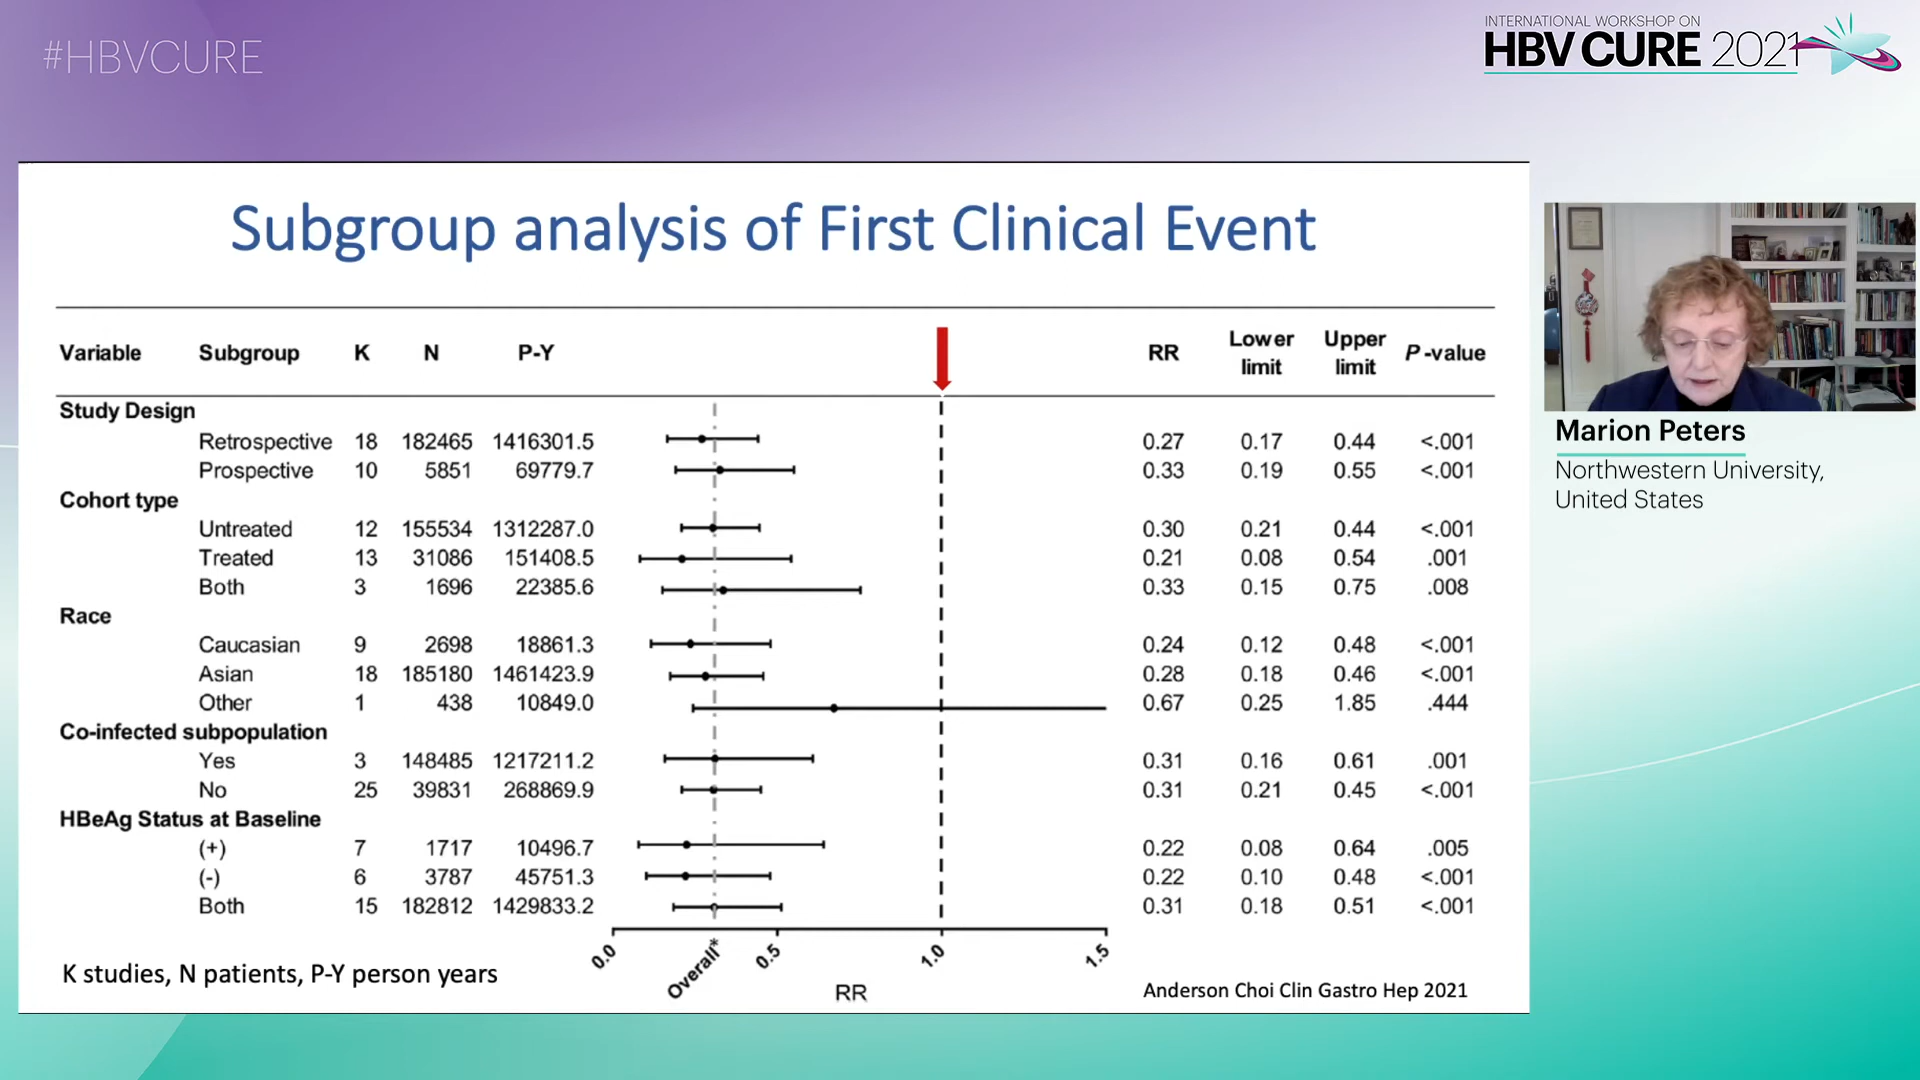 #HBVCURE
INTERNATIONAL WORKSHOP ON
HBV CURE 2021
Subgroup analysis of First Clinical Event
Variable Subgroup K N P-Y RR Lower limit Upper limit P-value
Study Design
Retrospective 18 182465 1416301.5 0.27 0.17 0.44 <.001
Prospective 10 5851 69779.7 0.33 0.19 0.55 <.001
Cohort type
Untreated 12 155534 1312287.0 0.30 0.21 0.44 <.001
Treated 13 31086 151408.5 0.21 0.08 0.54 .001
Both 3 1696 22385.6 0.33 0.15 0.75 .008
Race
Caucasian 9 2698 18861.3 0.24 0.12 0.48 <.001
Asian 18 185180 1461423.9 0.28 0.18 0.46 <.001
Other 1 438 10849.0 0.67 0.25 1.85 .444
Co-infected subpopulation
Yes 3 148485 1217211.2 0.31 0.16 0.61 .001
No 25 39831 268869.9 0.31 0.21 0.45 <.001
HBeAg Status at Baseline
(+) 7 1717 10496.7 0.22 0.08 0.64 .005
(-) 6 3787 45751.3 0.22 0.10 0.48 <.001
Both 15 182812 1429833.2 0.31 0.18 0.51 <.001
0.0 Overall* 0.5 1.0 1.5
RR
K studies, N patients, P-Y person years
Anderson Choi Clin Gastro Hep 2021
Marion Peters
Northwestern University,
United States